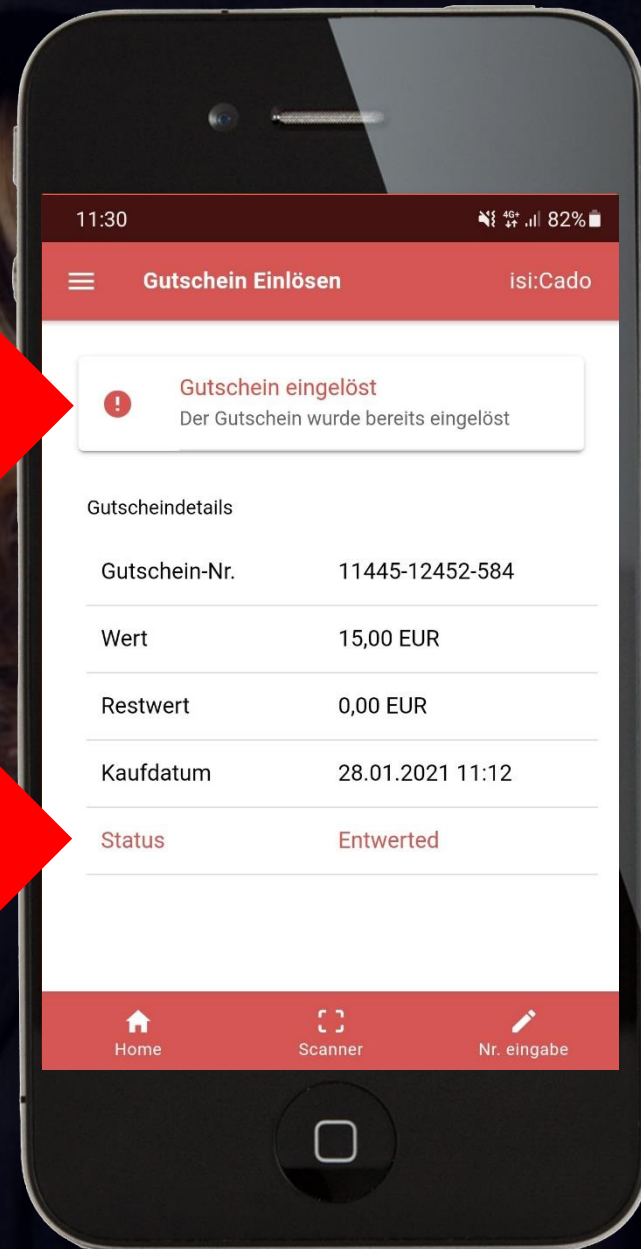 11:30 4G+ 82%
Gutschein Einlösen isi:Cado
Gutschein eingelöst
Der Gutschein wurde bereits eingelöst
Gutscheindetails
Gutschein-Nr. 11445-12452-584
Wert 15,00 EUR
Restwert 0,00 EUR
Kaufdatum 28.01.2021 11:12
Status Entwerted
Home Scanner Nr. eingabe